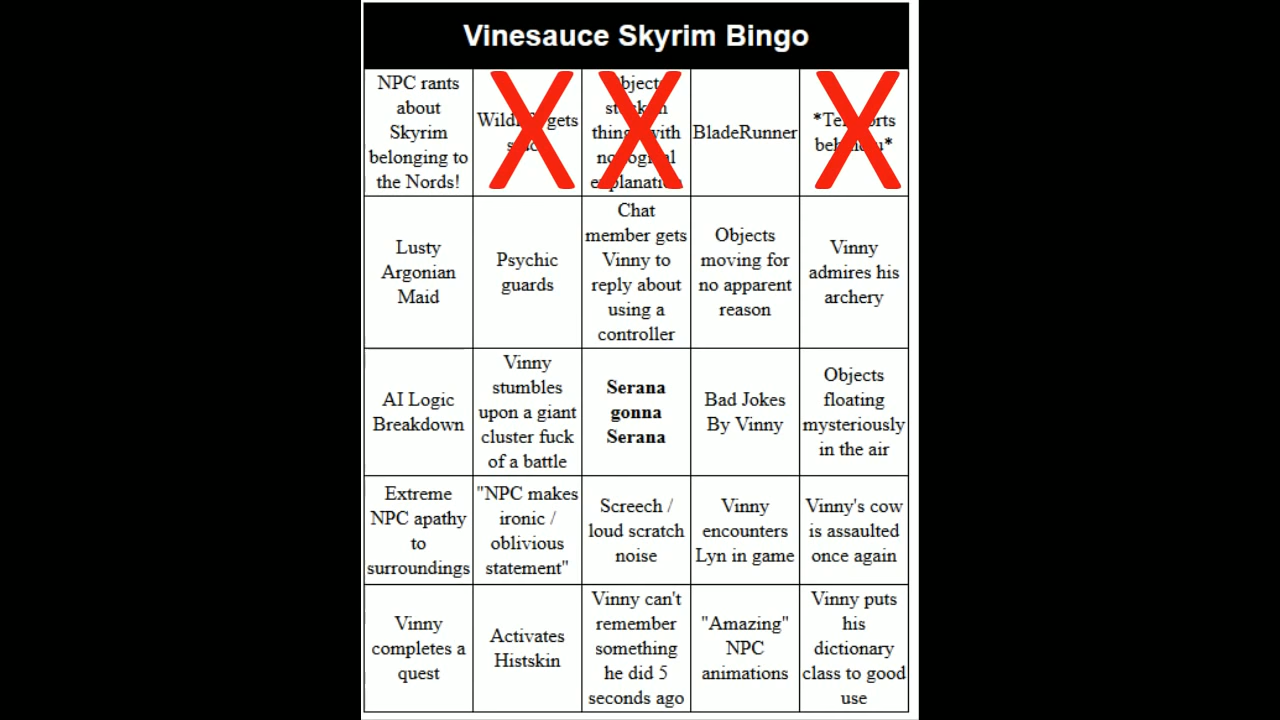 Vinesauce Skyrim Bingo
NPC rants
about
Skyrim
belonging to
the Nords!
gets
with
BladeRunner
Lusty
Argonian
Maid
Psychic
guards
Chat
member gets
Vinny to
reply about
using a
controller
Objects
moving for
no apparent
reason
Vinny
admires his
archery
AI Logic
Breakdown
Vinny
stumbles
upon a giant
cluster fuck
of a battle
Serana
gonna
Serana
Bad Jokes
By Vinny
Objects
floating
mysteriously
in the air
Extreme
NPC apathy
to
surroundings
"NPC makes
ironic /
oblivious
statement"
Screech /
loud scratch
noise
Vinny
encounters
Lyn in game
Vinny's cow
is assaulted
once again
Vinny
completes a
quest
Activates
Histskin
Vinny can't
remember
something
he did 5
seconds ago
"Amazing"
NPC
animations
Vinny puts
his
dictionary
class to good
use